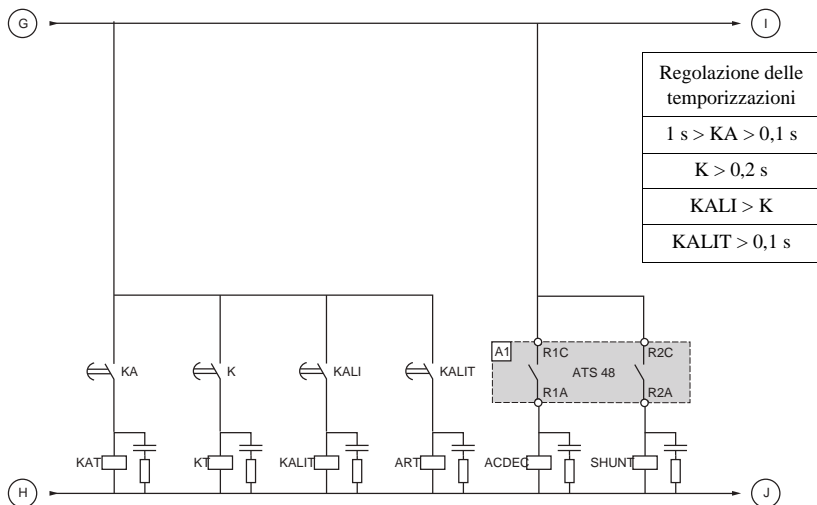 G
I
Regolazione delle
temporizzazioni
1 s > KA > 0,1 s
K > 0,2 s
KALI > K
KALIT > 0,1 s
A1
R1C
R2C
KA
K
KALI
KALIT
ATS 48
R1A
R2A
KAT
KT
KALIT
ART
ACDEC
SHUNT
H
J